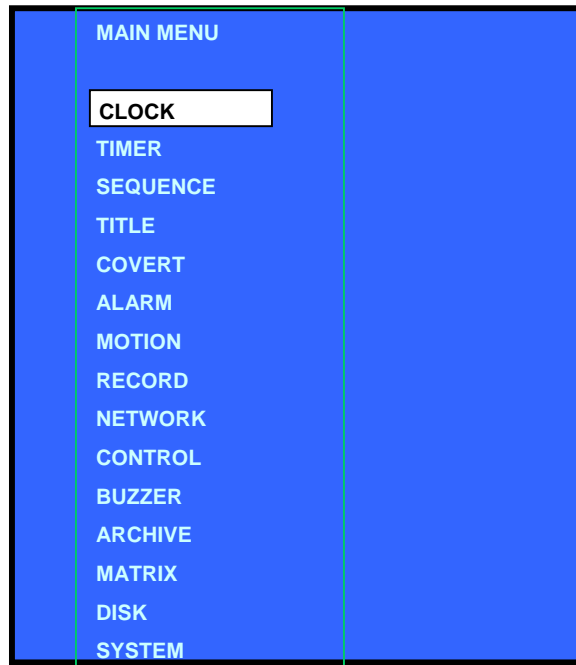 MAIN MENU
CLOCK
TIMER
SEQUENCE
TITLE
COVERT
ALARM
MOTION
RECORD
NETWORK
CONTROL
BUZZER
ARCHIVE
MATRIX
DISK
SYSTEM